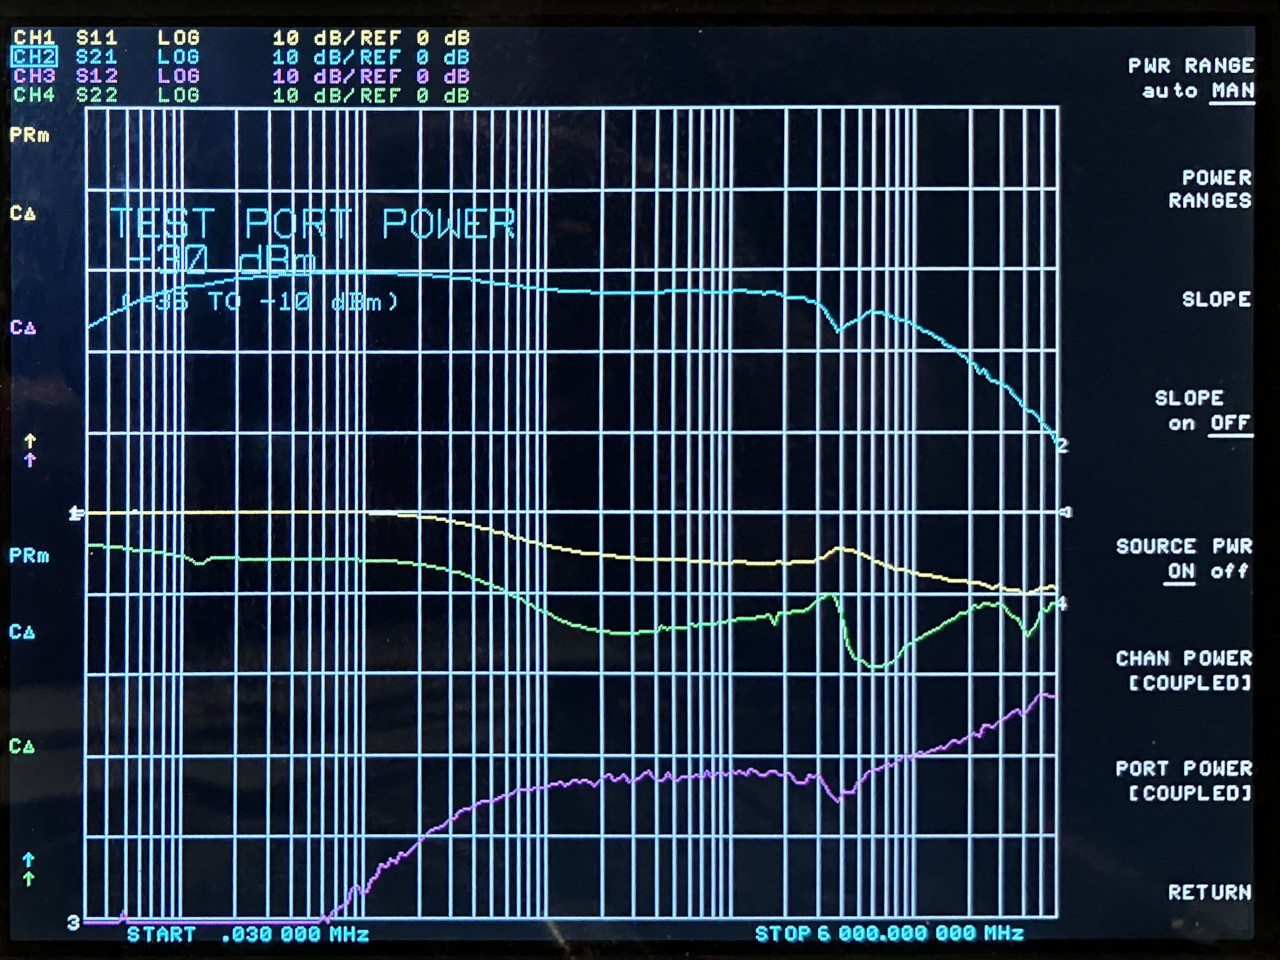 CH1 S11 LOG 10 dB/REF 0 dB
CH2 S21 LOG 10 dB/REF 0 dB
CH3 S12 LOG 10 dB/REF 0 dB
CH4 S22 LOG 10 dB/REF 0 dB
PRm
CΔ
CΔ
↑
↑
PRm
CΔ
CΔ
↑
↑
TEST PORT POWER
-30 dBm
(-35 TO -10 dBm)
1
2
4
3
START .030 000 MHz
STOP 6 000.000 000 MHz
PWR RANGE
auto MAN
POWER
RANGES
SLOPE
SLOPE
on OFF
SOURCE PWR
ON off
CHAN POWER
[COUPLED]
PORT POWER
[COUPLED]
RETURN